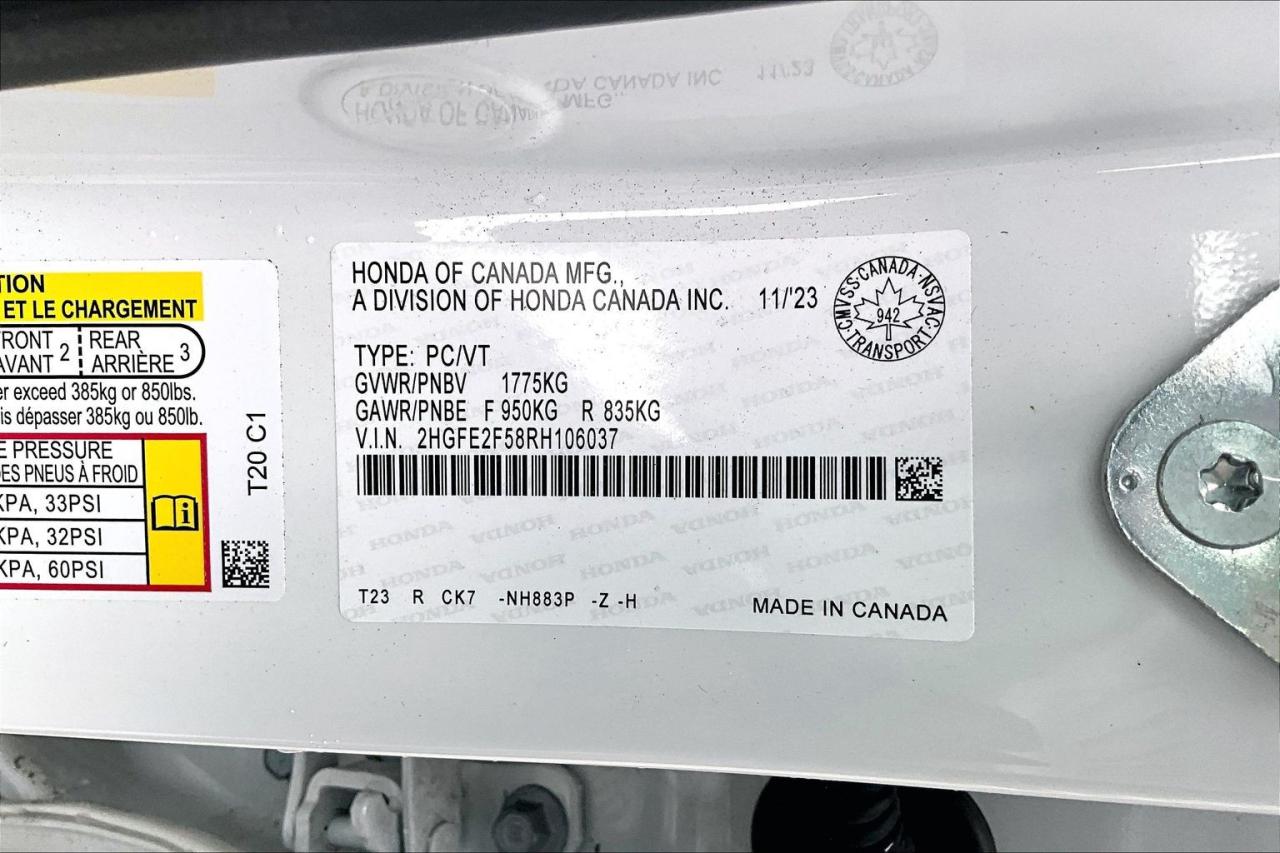 TION
ET LE CHARGEMENT
FRONT
AVANT 2
REAR
ARRIÈRE 3
er exceed 385kg or 850lbs.
is dépasser 385kg ou 850lb.
E PRESSURE
DES PNEUS À FROID
KPA, 33PSI
KPA, 32PSI
KPA, 60PSI
T20 C1
HONDA OF CANADA MFG.,
A DIVISION OF HONDA CANADA INC. 11/'23
CMVSS·CANADA·NSVAC·TRANSPORT·
942
TYPE: PC/VT
GVWR/PNBV 1775KG
GAWR/PNBE F 950KG R 835KG
V.I.N. 2HGFE2F58RH106037
T23 R CK7 -NH883P -Z -H
MADE IN CANADA